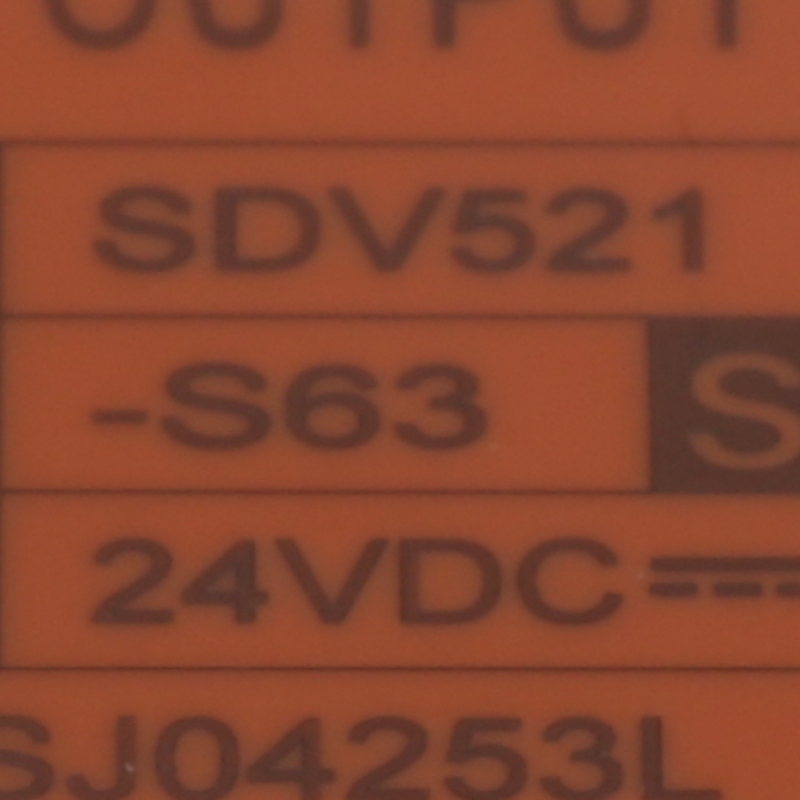 OUTPUT
SDV521
-S63 S
24VDC
SJ04253L